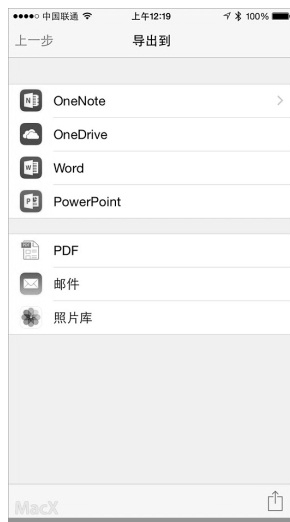 中国联通 上午12:19 100%
上一步 导出到
OneNote
OneDrive
Word
PowerPoint
PDF
邮件
照片库
MacX